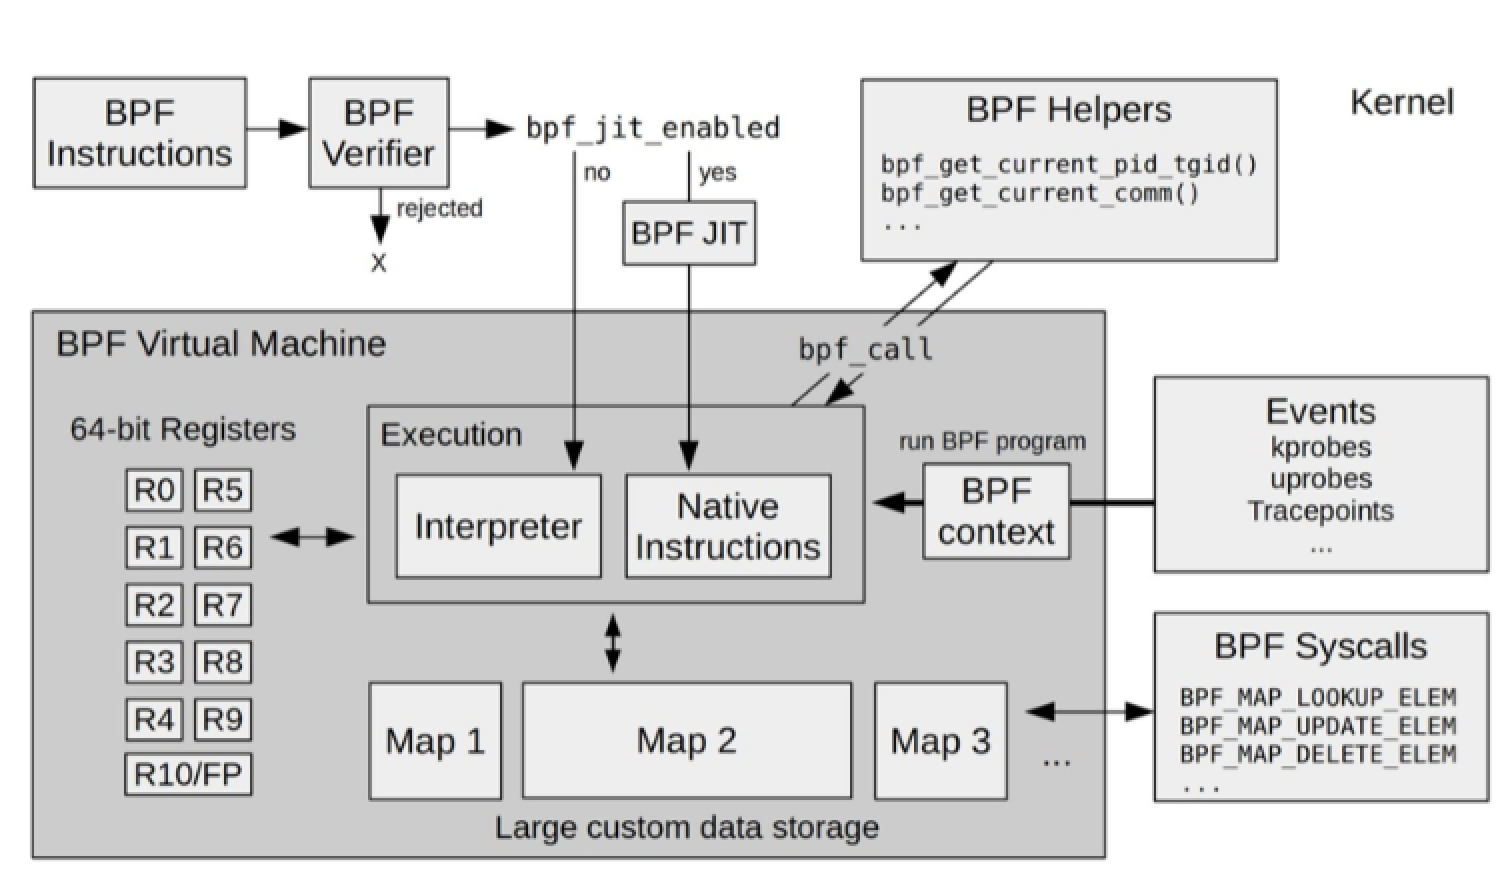 BPF
Instructions
BPF
Verifier
bpf_jit_enabled
no
yes
rejected
X
BPF JIT
BPF Helpers
bpf_get_current_pid_tgid()
bpf_get_current_comm()
...
Kernel
BPF Virtual Machine
bpf_call
64-bit Registers
R0 R5
R1 R6
R2 R7
R3 R8
R4 R9
R10/FP
Execution
Interpreter
Native
Instructions
run BPF program
BPF
context
Events
kprobes
uprobes
Tracepoints
...
Map 1
Map 2
Map 3
...
Large custom data storage
BPF Syscalls
BPF_MAP_LOOKUP_ELEM
BPF_MAP_UPDATE_ELEM
BPF_MAP_DELETE_ELEM
...